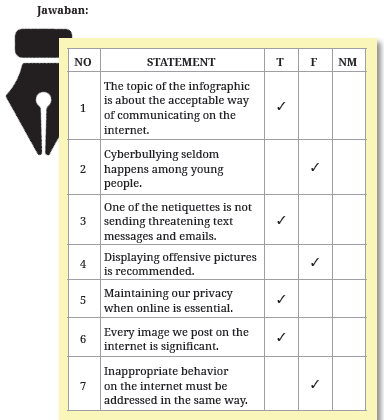 Jawaban:
NO STATEMENT T F NM
The topic of the infographic
is about the acceptable way
1 of communicating on the ✓
internet.
Cyberbullying seldom
2 happens among young ✓
people.
One of the netiquettes is not
3 sending threatening text ✓
messages and emails.
4 Displaying offensive pictures ✓
is recommended.
5 Maintaining our privacy ✓
when online is essential.
6 Every image we post on the ✓
internet is significant.
Inappropriate behavior
7 on the internet must be ✓
addressed in the same way.